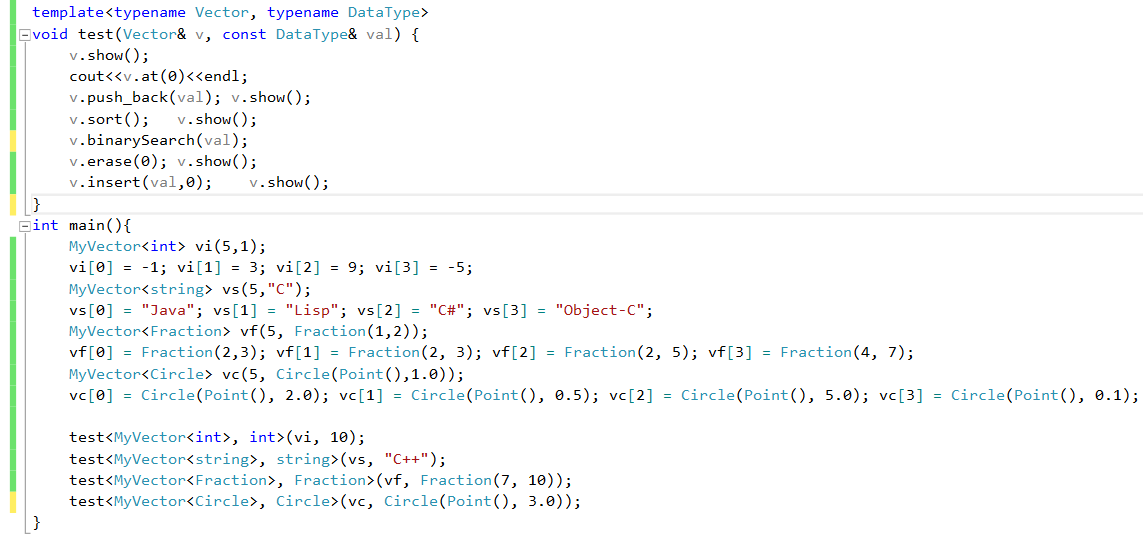 template<typename Vector, typename DataType>
void test(Vector& v, const DataType& val) {
    v.show();
    cout<<v.at(0)<<endl;
    v.push_back(val); v.show();
    v.sort();   v.show();
    v.binarySearch(val);
    v.erase(0); v.show();
    v.insert(val,0);    v.show();
}
int main(){
    MyVector<int> vi(5,1);
    vi[0] = -1; vi[1] = 3; vi[2] = 9; vi[3] = -5;
    MyVector<string> vs(5,"C");
    vs[0] = "Java"; vs[1] = "Lisp"; vs[2] = "C#"; vs[3] = "Object-C";
    MyVector<Fraction> vf(5, Fraction(1,2));
    vf[0] = Fraction(2,3); vf[1] = Fraction(2, 3); vf[2] = Fraction(2, 5); vf[3] = Fraction(4, 7);
    MyVector<Circle> vc(5, Circle(Point(),1.0));
    vc[0] = Circle(Point(), 2.0); vc[1] = Circle(Point(), 0.5); vc[2] = Circle(Point(), 5.0); vc[3] = Circle(Point(), 0.1);

    test<MyVector<int>, int>(vi, 10);
    test<MyVector<string>, string>(vs, "C++");
    test<MyVector<Fraction>, Fraction>(vf, Fraction(7, 10));
    test<MyVector<Circle>, Circle>(vc, Circle(Point(), 3.0));
}